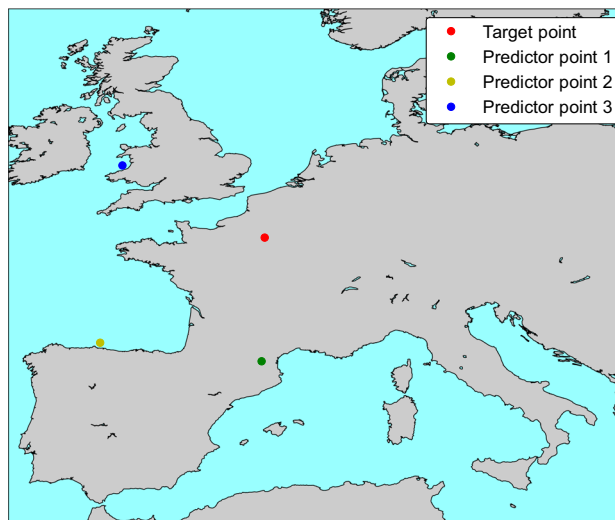 Target point
Predictor point 1
Predictor point 2
Predictor point 3